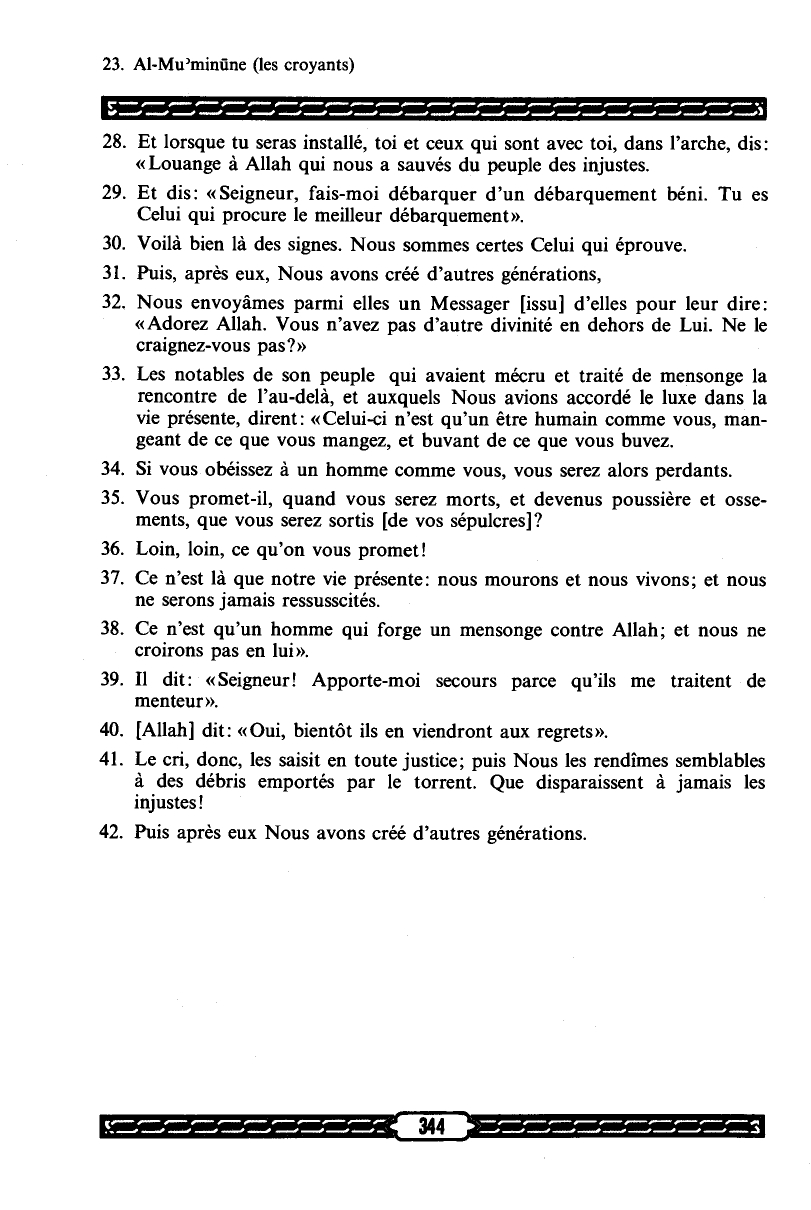 23. Al-Mu’minūne (les croyants)
28. Et lorsque tu seras installé, toi et ceux qui sont avec toi, dans l’arche, dis:
«Louange à Allah qui nous a sauvés du peuple des injustes.
29. Et dis: «Seigneur, fais-moi débarquer d’un débarquement béni. Tu es
Celui qui procure le meilleur débarquement».
30. Voilà bien là des signes. Nous sommes certes Celui qui éprouve.
31. Puis, après eux, Nous avons créé d’autres générations,
32. Nous envoyâmes parmi elles un Messager [issu] d’elles pour leur dire:
«Adorez Allah. Vous n’avez pas d’autre divinité en dehors de Lui. Ne le
craignez-vous pas?»
33. Les notables de son peuple qui avaient mécru et traité de mensonge la
rencontre de l’au-delà, et auxquels Nous avions accordé le luxe dans la
vie présente, dirent: «Celui-ci n’est qu’un être humain comme vous, man-
geant de ce que vous mangez, et buvant de ce que vous buvez.
34. Si vous obéissez à un homme comme vous, vous serez alors perdants.
35. Vous promet-il, quand vous serez morts, et devenus poussière et osse-
ments, que vous serez sortis [de vos sépulcres]?
36. Loin, loin, ce qu’on vous promet!
37. Ce n’est là que notre vie présente: nous mourons et nous vivons; et nous
ne serons jamais ressusscités.
38. Ce n’est qu’un homme qui forge un mensonge contre Allah; et nous ne
croirons pas en lui».
39. Il dit: «Seigneur! Apporte-moi secours parce qu’ils me traitent de
menteur».
40. [Allah] dit: «Oui, bientôt ils en viendront aux regrets».
41. Le cri, donc, les saisit en toute justice; puis Nous les rendîmes semblables
à des débris emportés par le torrent. Que disparaissent à jamais les
injustes!
42. Puis après eux Nous avons créé d’autres générations.
344